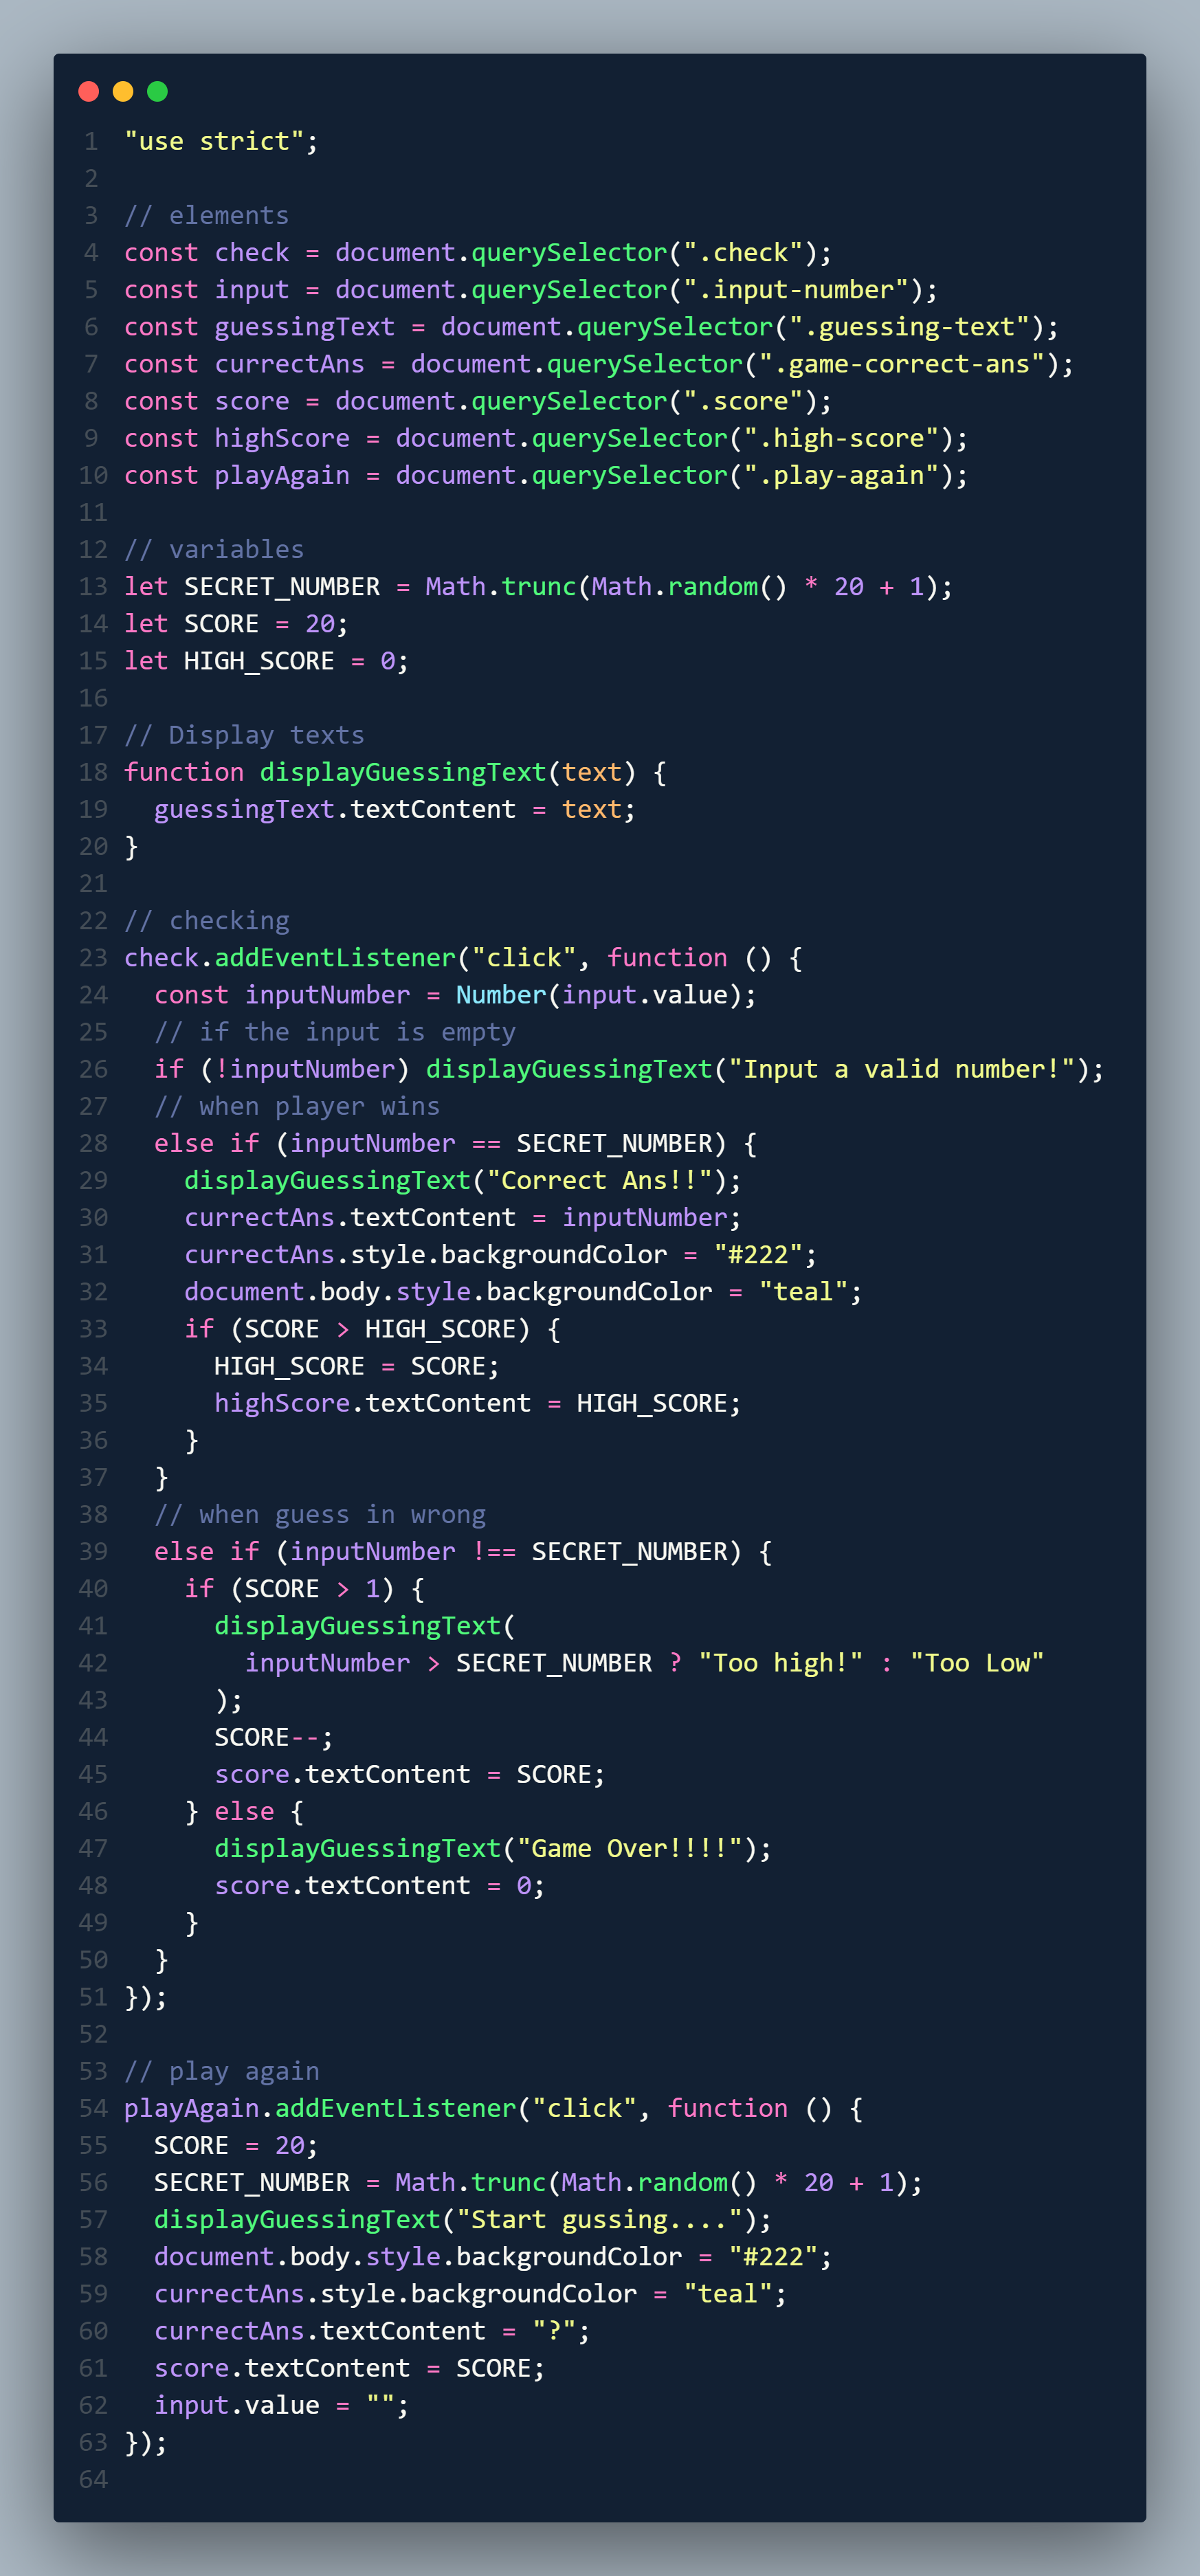 1 "use strict";
2
3 // elements
4 const check = document.querySelector(".check");
5 const input = document.querySelector(".input-number");
6 const guessingText = document.querySelector(".guessing-text");
7 const currectAns = document.querySelector(".game-correct-ans");
8 const score = document.querySelector(".score");
9 const highScore = document.querySelector(".high-score");
10 const playAgain = document.querySelector(".play-again");
11
12 // variables
13 let SECRET_NUMBER = Math.trunc(Math.random() * 20 + 1);
14 let SCORE = 20;
15 let HIGH_SCORE = 0;
16
17 // Display texts
18 function displayGuessingText(text) {
19   guessingText.textContent = text;
20 }
21
22 // checking
23 check.addEventListener("click", function () {
24   const inputNumber = Number(input.value);
25   // if the input is empty
26   if (!inputNumber) displayGuessingText("Input a valid number!");
27   // when player wins
28   else if (inputNumber == SECRET_NUMBER) {
29     displayGuessingText("Correct Ans!!");
30     currectAns.textContent = inputNumber;
31     currectAns.style.backgroundColor = "#222";
32     document.body.style.backgroundColor = "teal";
33     if (SCORE > HIGH_SCORE) {
34       HIGH_SCORE = SCORE;
35       highScore.textContent = HIGH_SCORE;
36     }
37   }
38   // when guess in wrong
39   else if (inputNumber !== SECRET_NUMBER) {
40     if (SCORE > 1) {
41       displayGuessingText(
42         inputNumber > SECRET_NUMBER ? "Too high!" : "Too Low"
43       );
44       SCORE--;
45       score.textContent = SCORE;
46     } else {
47       displayGuessingText("Game Over!!!!");
48       score.textContent = 0;
49     }
50   }
51 });
52
53 // play again
54 playAgain.addEventListener("click", function () {
55   SCORE = 20;
56   SECRET_NUMBER = Math.trunc(Math.random() * 20 + 1);
57   displayGuessingText("Start gussing....");
58   document.body.style.backgroundColor = "#222";
59   currectAns.style.backgroundColor = "teal";
60   currectAns.textContent = "?";
61   score.textContent = SCORE;
62   input.value = "";
63 });
64